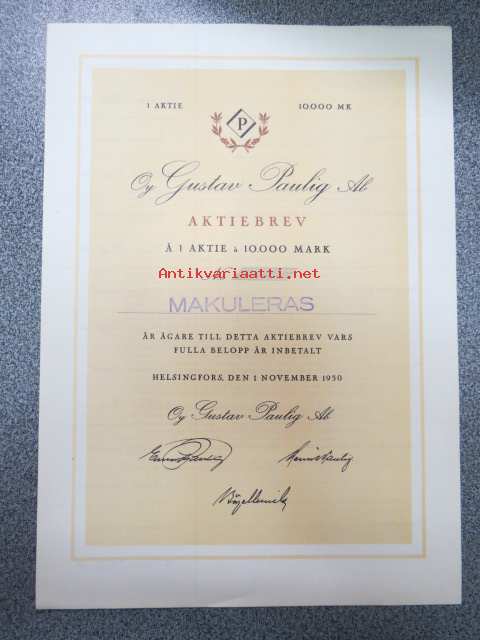 1 AKTIE 10.000 MK
P
Oy Gustav Paulig Ab
AKTIEBREV
Å 1 AKTIE à 10.000 MARK
Antikvariaatti.net
MAKULERAS
ÄR ÄGARE TILL DETTA AKTIEBREV VARS
FULLA BELOPP ÄR INBETALT
HELSINGFORS, DEN 1 NOVEMBER 1950
Oy Gustav Paulig Ab